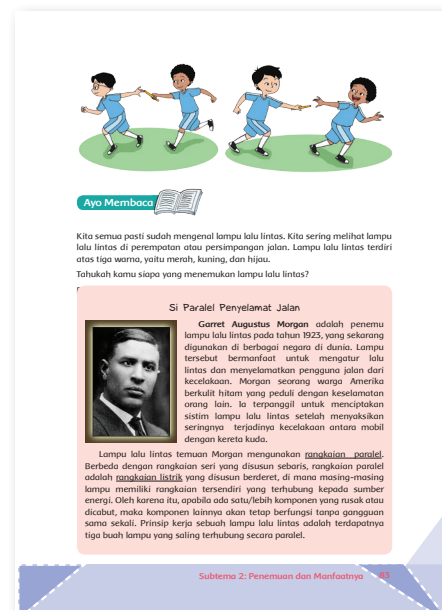 Ayo Membaca
Kita semua pasti sudah mengenal lampu lalu lintas. Kita sering melihat lampu
lalu lintas di perempatan atau persimpangan jalan. Lampu lalu lintas terdiri
atas tiga warna, yaitu merah, kuning, dan hijau.
Tahukah kamu siapa yang menemukan lampu lalu lintas?
Si Paralel Penyelamat Jalan
Garret Augustus Morgan adalah penemu
lampu lalu lintas pada tahun 1923, yang sekarang
digunakan di berbagai negara di dunia. Lampu
tersebut bermanfaat untuk mengatur lalu
lintas dan menyelamatkan pengguna jalan dari
kecelakaan. Morgan seorang warga Amerika
berkulit hitam yang peduli dengan keselamatan
orang lain. Ia terpanggil untuk menciptakan
sistim lampu lalu lintas setelah menyaksikan
seringnya terjadinya kecelakaan antara mobil
dengan kereta kuda.
Lampu lalu lintas temuan Morgan mengunakan rangkaian paralel.
Berbeda dengan rangkaian seri yang disusun sebaris, rangkaian paralel
adalah rangkaian listrik yang disusun berderet, di mana masing-masing
lampu memiliki rangkaian tersendiri yang terhubung kepada sumber
energi. Oleh karena itu, apabila ada satu/lebih komponen yang rusak atau
dicabut, maka komponen lainnya akan tetap berfungsi tanpa gangguan
sama sekali. Prinsip kerja sebuah lampu lalu lintas adalah terdapatnya
tiga buah lampu yang saling terhubung secara paralel.
Subtema 2: Penemuan dan Manfaatnya 83